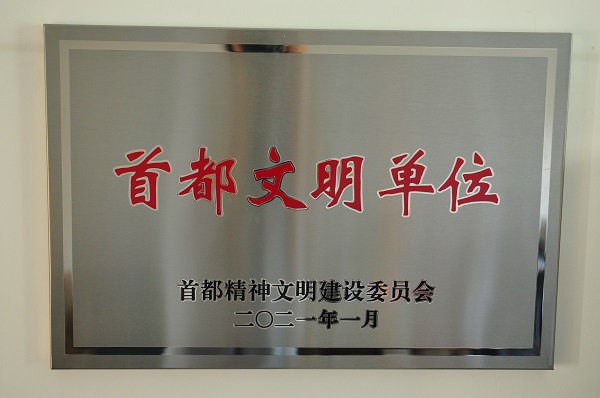 首都文明单位
首都精神文明建设委员会
二〇二一年一月